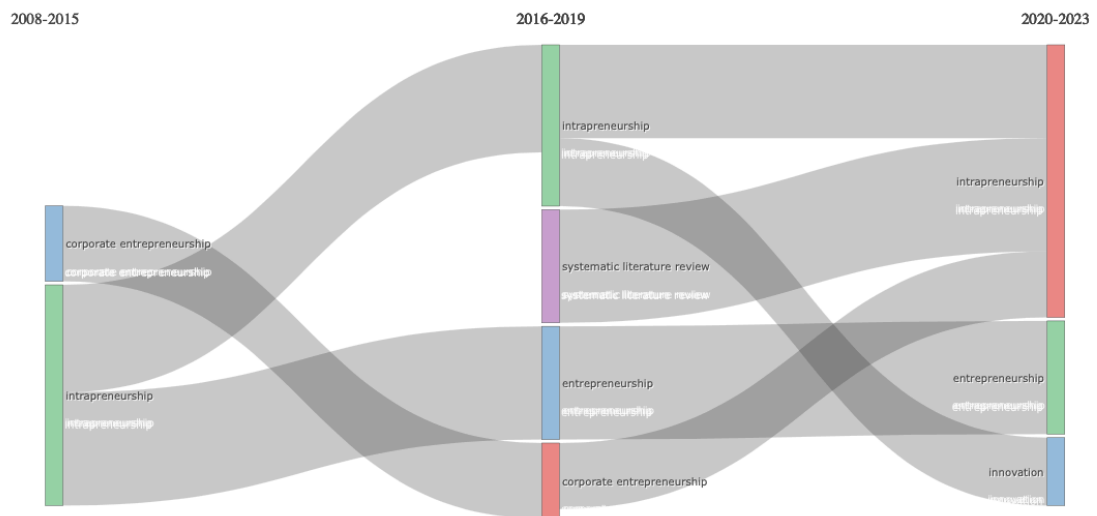 2008-2015
2016-2019
2020-2023
corporate entrepreneurship
corporate entrepreneurship
intrapreneurship
intrapreneurship
intrapreneurship
intrapreneurship
systematic literature review
systematic literature review
entrepreneurship
entrepreneurship
corporate entrepreneurship
intrapreneurship
intrapreneurship
entrepreneurship
entrepreneurship
innovation
innovation